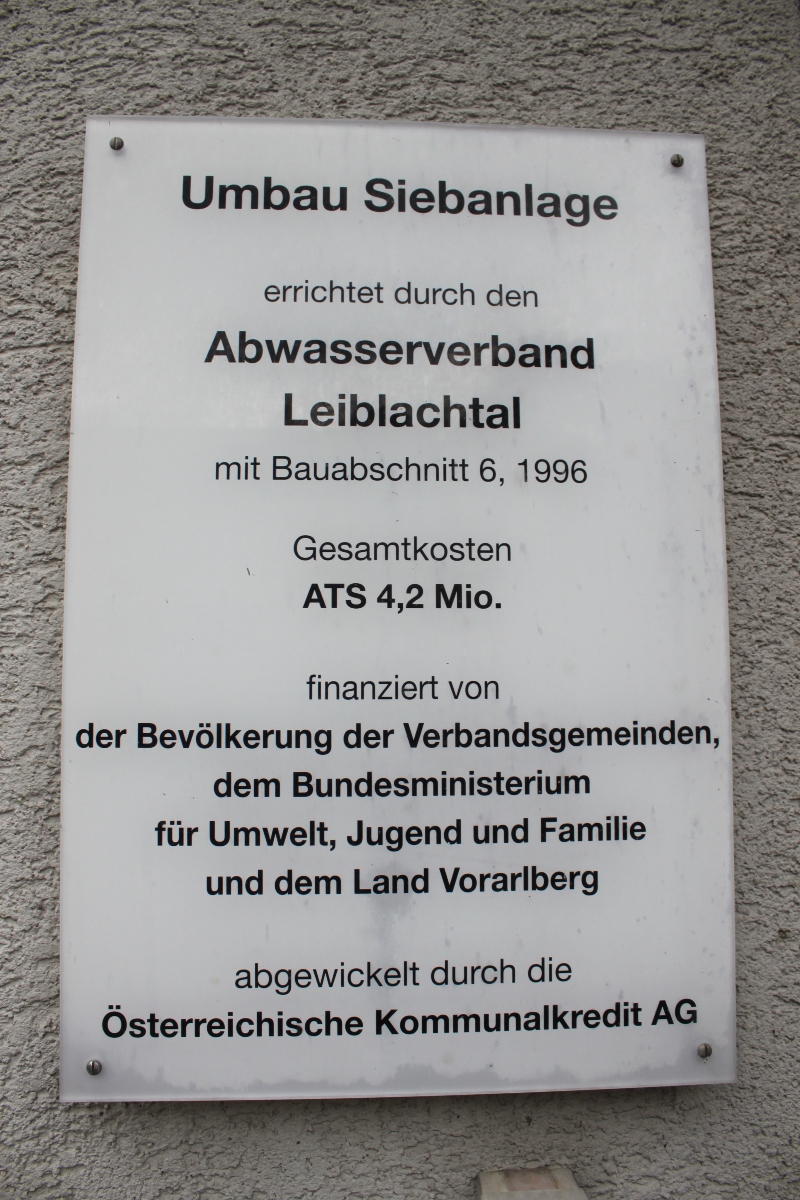 Umbau Siebanlage
errichtet durch den
Abwasserverband
Leiblachtal
mit Bauabschnitt 6, 1996
Gesamtkosten
ATS 4,2 Mio.
finanziert von
der Bevölkerung der Verbandsgemeinden,
dem Bundesministerium
für Umwelt, Jugend und Familie
und dem Land Vorarlberg
abgewickelt durch die
Österreichische Kommunalkredit AG